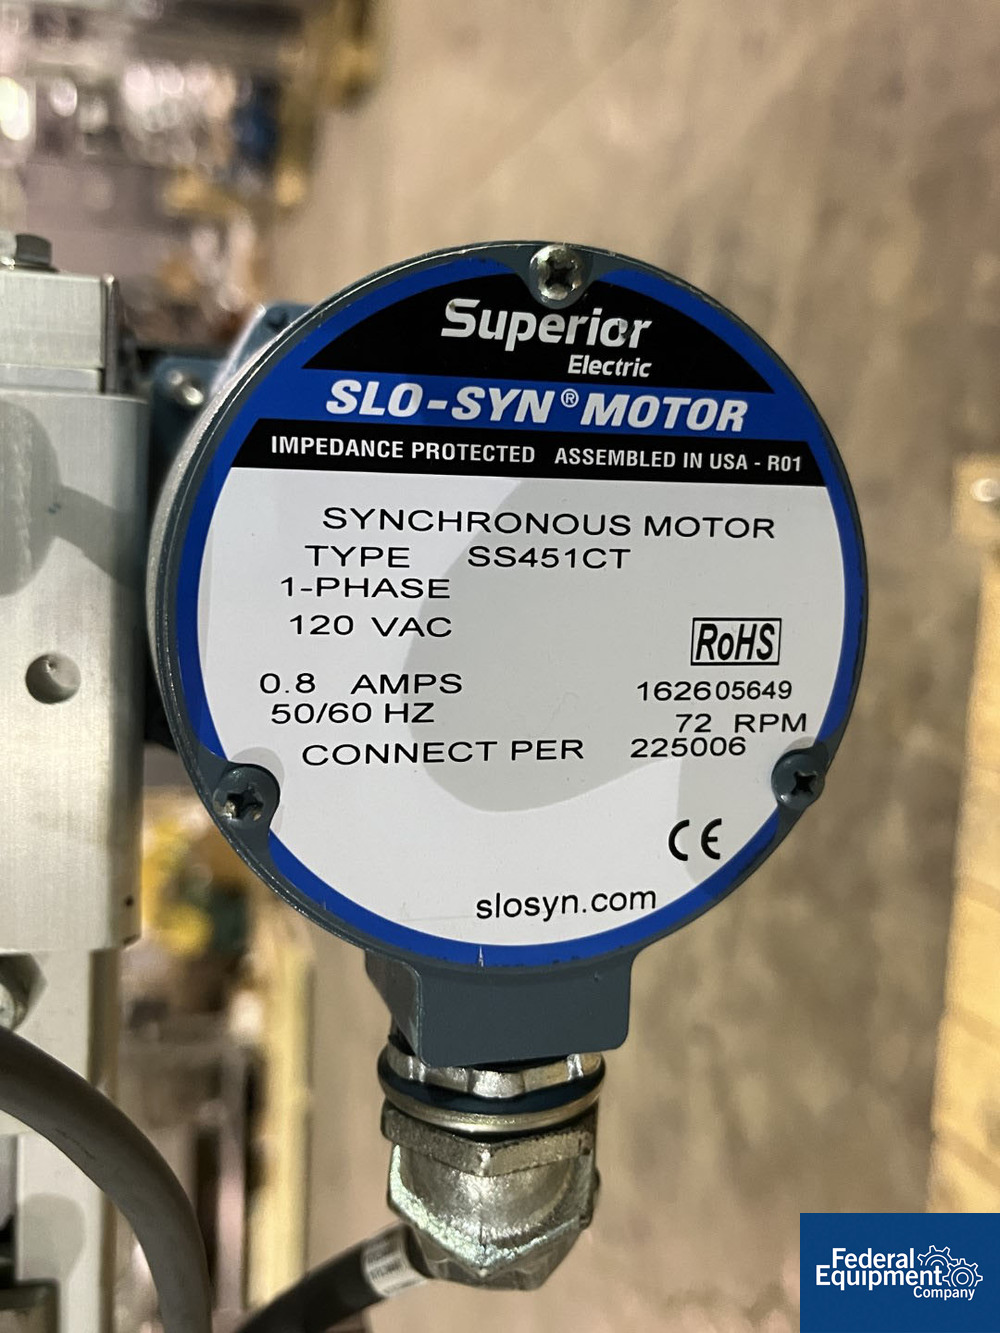 Superior
Electric
SLO-SYN® MOTOR
IMPEDANCE PROTECTED ASSEMBLED IN USA - R01
SYNCHRONOUS MOTOR
TYPE SS451CT
1-PHASE
120 VAC
RoHS
0.8 AMPS 162605649
50/60 HZ 72 RPM
CONNECT PER 225006
CE
slosyn.com
Federal
Equipment
Company